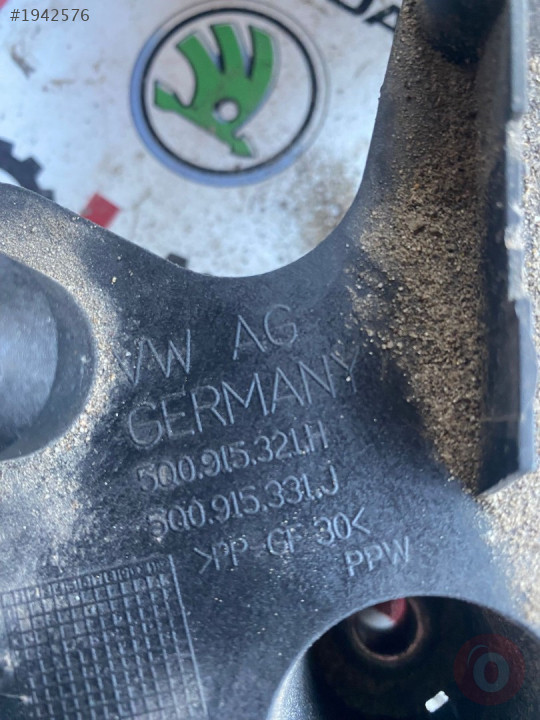 #1942576
VW AG
GERMANY
5Q0.915.321.H
5Q0.915.331.J
>PP-GF 30<
PPW